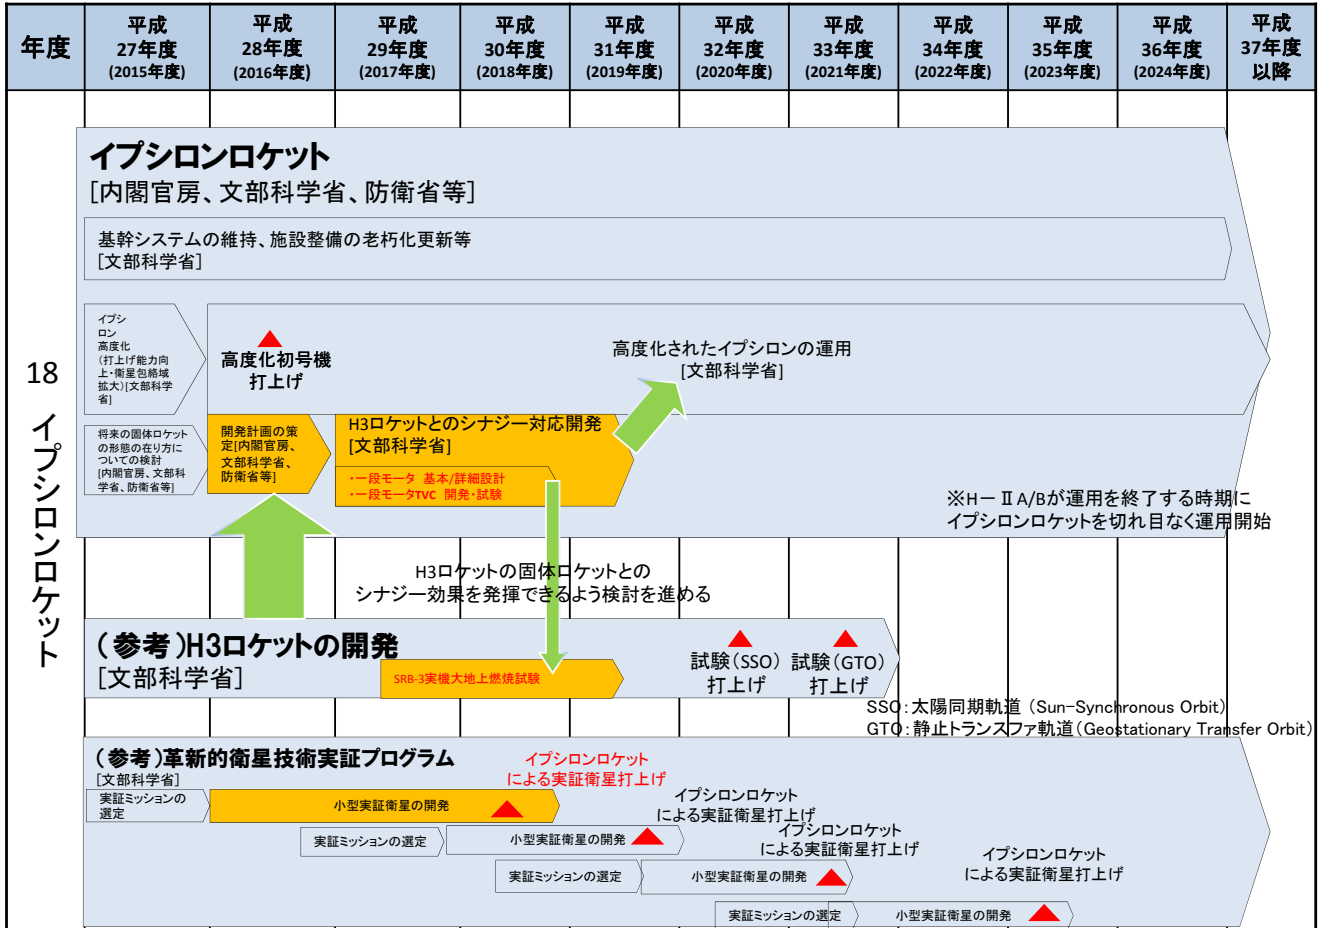 年度
平成
27年度
(2015年度)
平成
28年度
(2016年度)
平成
29年度
(2017年度)
平成
30年度
(2018年度)
平成
31年度
(2019年度)
平成
32年度
(2020年度)
平成
33年度
(2021年度)
平成
34年度
(2022年度)
平成
35年度
(2023年度)
平成
36年度
(2024年度)
平成
37年度
以降
18
イプシロンロケット
イプシロンロケット
[内閣官房、文部科学省、防衛省等]
基幹システムの維持、施設整備の老朽化更新等
[文部科学省]
イプシ
ロン
高度化
(打上げ能力向
上・衛星包絡域
拡大)[文部科学
省]
高度化初号機
打上げ
高度化されたイプシロンの運用
[文部科学省]
将来の固体ロケット
の形態の在り方に
ついての検討
[内閣官房、文部科
学省、防衛省等]
開発計画の策
定[内閣官房、
文部科学省、
防衛省等]
H3ロケットとのシナジー対応開発
[文部科学省]
・一段モータ 基本/詳細設計
・一段モータTVC 開発・試験
※H－ⅡA/Bが運用を終了する時期に
イプシロンロケットを切れ目なく運用開始
H3ロケットの固体ロケットとの
シナジー効果を発揮できるよう検討を進める
(参考)H3ロケットの開発
[文部科学省]
SRB-3実機大地上燃焼試験
試験(SSO)
打上げ
試験(GTO)
打上げ
SSO:太陽同期軌道 (Sun-Synchronous Orbit)
GTO:静止トランスファ軌道(Geostationary Transfer Orbit)
(参考)革新的衛星技術実証プログラム
[文部科学省]
実証ミッションの
選定
小型実証衛星の開発
イプシロンロケット
による実証衛星打上げ
実証ミッションの選定
小型実証衛星の開発
イプシロンロケット
による実証衛星打上げ
実証ミッションの選定
小型実証衛星の開発
イプシロンロケット
による実証衛星打上げ
実証ミッションの選定
小型実証衛星の開発
イプシロンロケット
による実証衛星打上げ